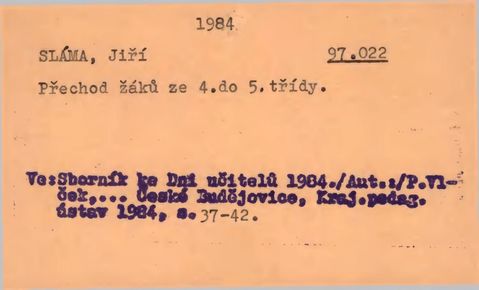 1984
SLÁMA, Jiří 97.022
Přechod žáků ze 4.do 5.třídy.
Ve:Sborník ke Dni učitelů 1984./Aut.:/P.Vl-
ček,... České Budějovice, Kraj.pedag.
ústav 1984, s.37-42.